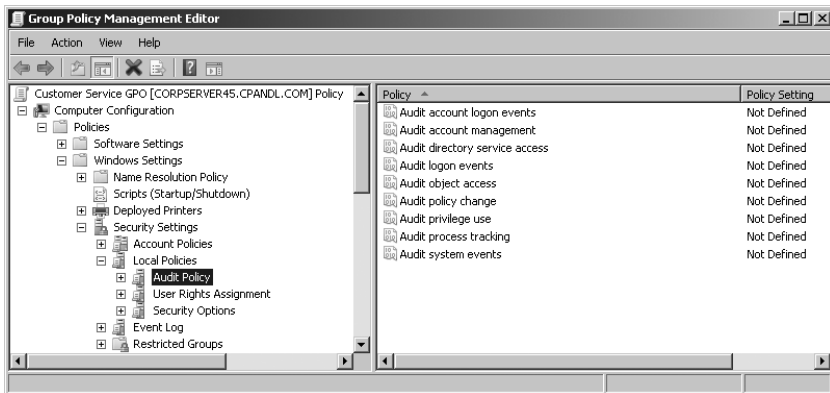 Group Policy Management Editor
File Action View Help
Customer Service GPO [CORPSERVER45.CPANDL.COM] Policy
Computer Configuration
Policies
Software Settings
Windows Settings
Name Resolution Policy
Scripts (Startup/Shutdown)
Deployed Printers
Security Settings
Account Policies
Local Policies
Audit Policy
User Rights Assignment
Security Options
Event Log
Restricted Groups
Policy Policy Setting
Audit account logon events Not Defined
Audit account management Not Defined
Audit directory service access Not Defined
Audit logon events Not Defined
Audit object access Not Defined
Audit policy change Not Defined
Audit privilege use Not Defined
Audit process tracking Not Defined
Audit system events Not Defined